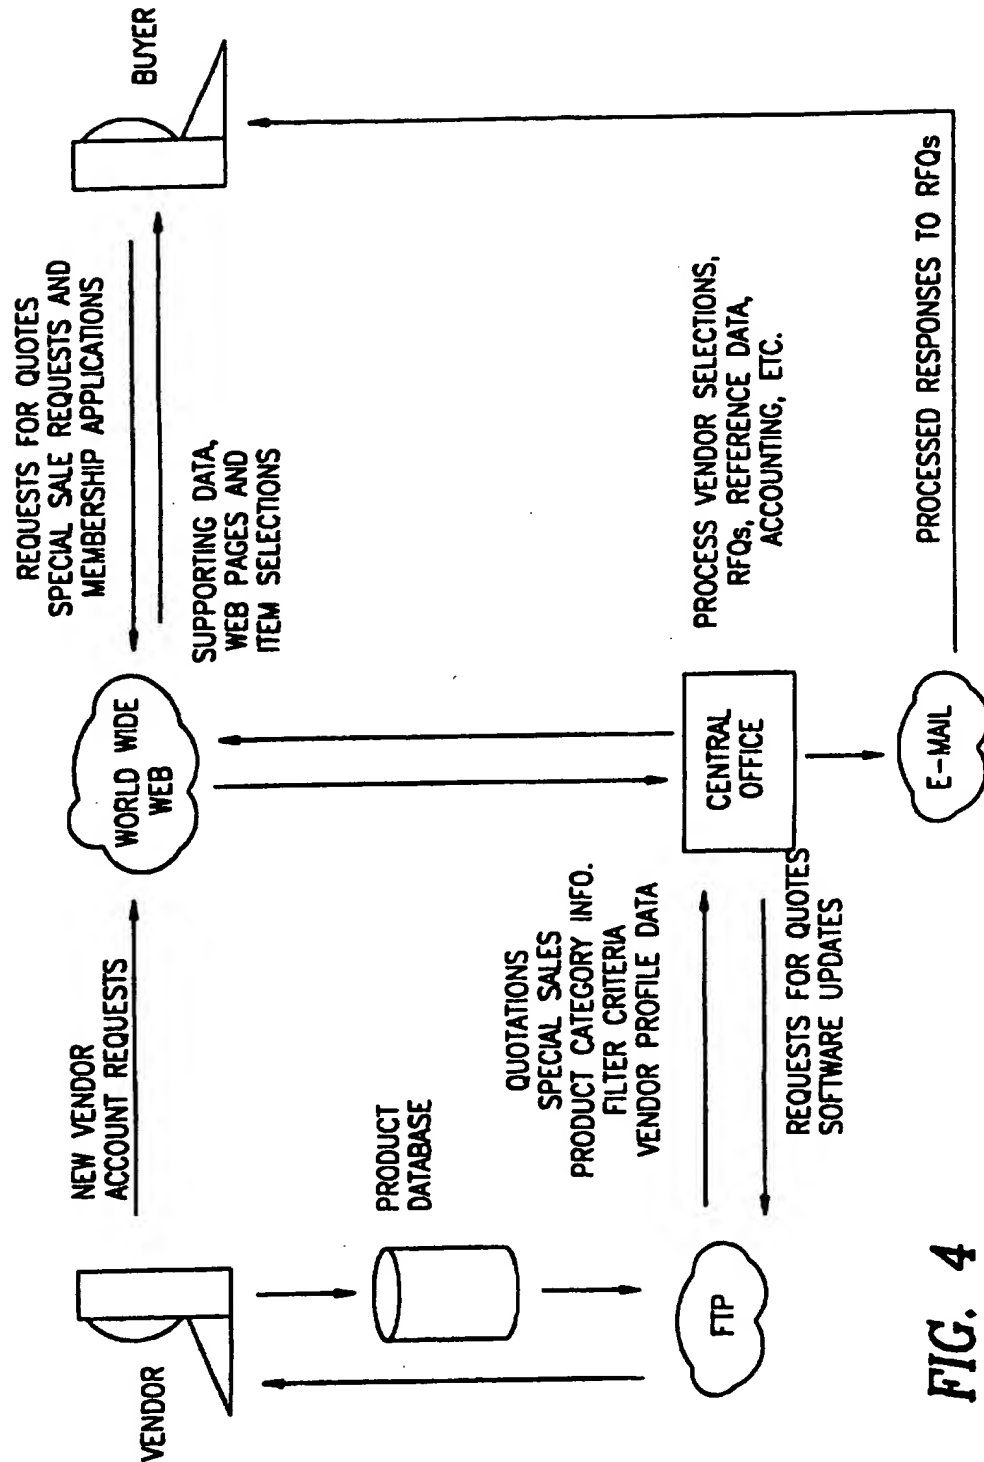 VENDOR
NEW VENDOR
ACCOUNT REQUESTS
WORLD WIDE
WEB
REQUESTS FOR QUOTES
SPECIAL SALE REQUESTS AND
MEMBERSHIP APPLICATIONS
BUYER
SUPPORTING DATA,
WEB PAGES AND
ITEM SELECTIONS
PRODUCT
DATABASE
QUOTATIONS
SPECIAL SALES
PRODUCT CATEGORY INFO.
FILTER CRITERIA
VENDOR PROFILE DATA
FTP
REQUESTS FOR QUOTES
SOFTWARE UPDATES
CENTRAL
OFFICE
PROCESS VENDOR SELECTIONS,
RFQs, REFERENCE DATA,
ACCOUNTING, ETC.
E-MAIL
PROCESSED RESPONSES TO RFQs
FIG. 4